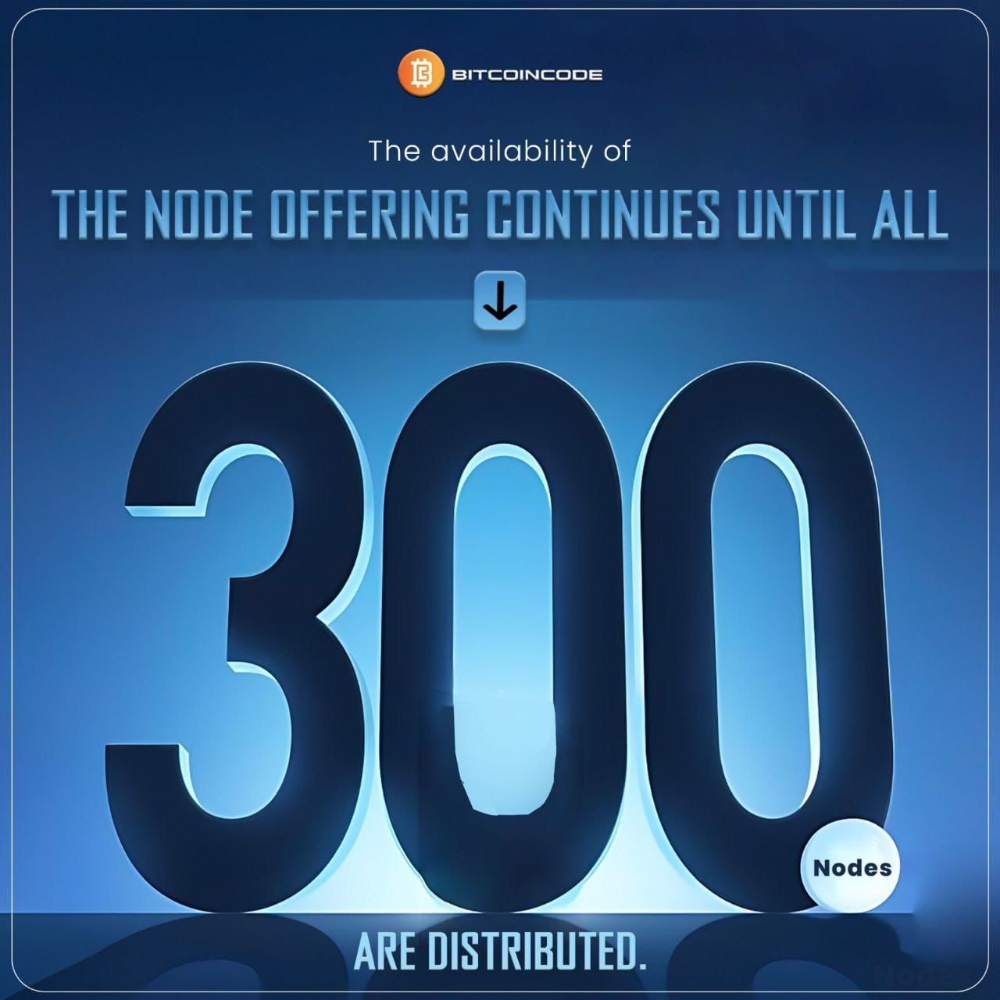 BITCOINCODE
The availability of
THE NODE OFFERING CONTINUES UNTIL ALL
300
Nodes
ARE DISTRIBUTED.